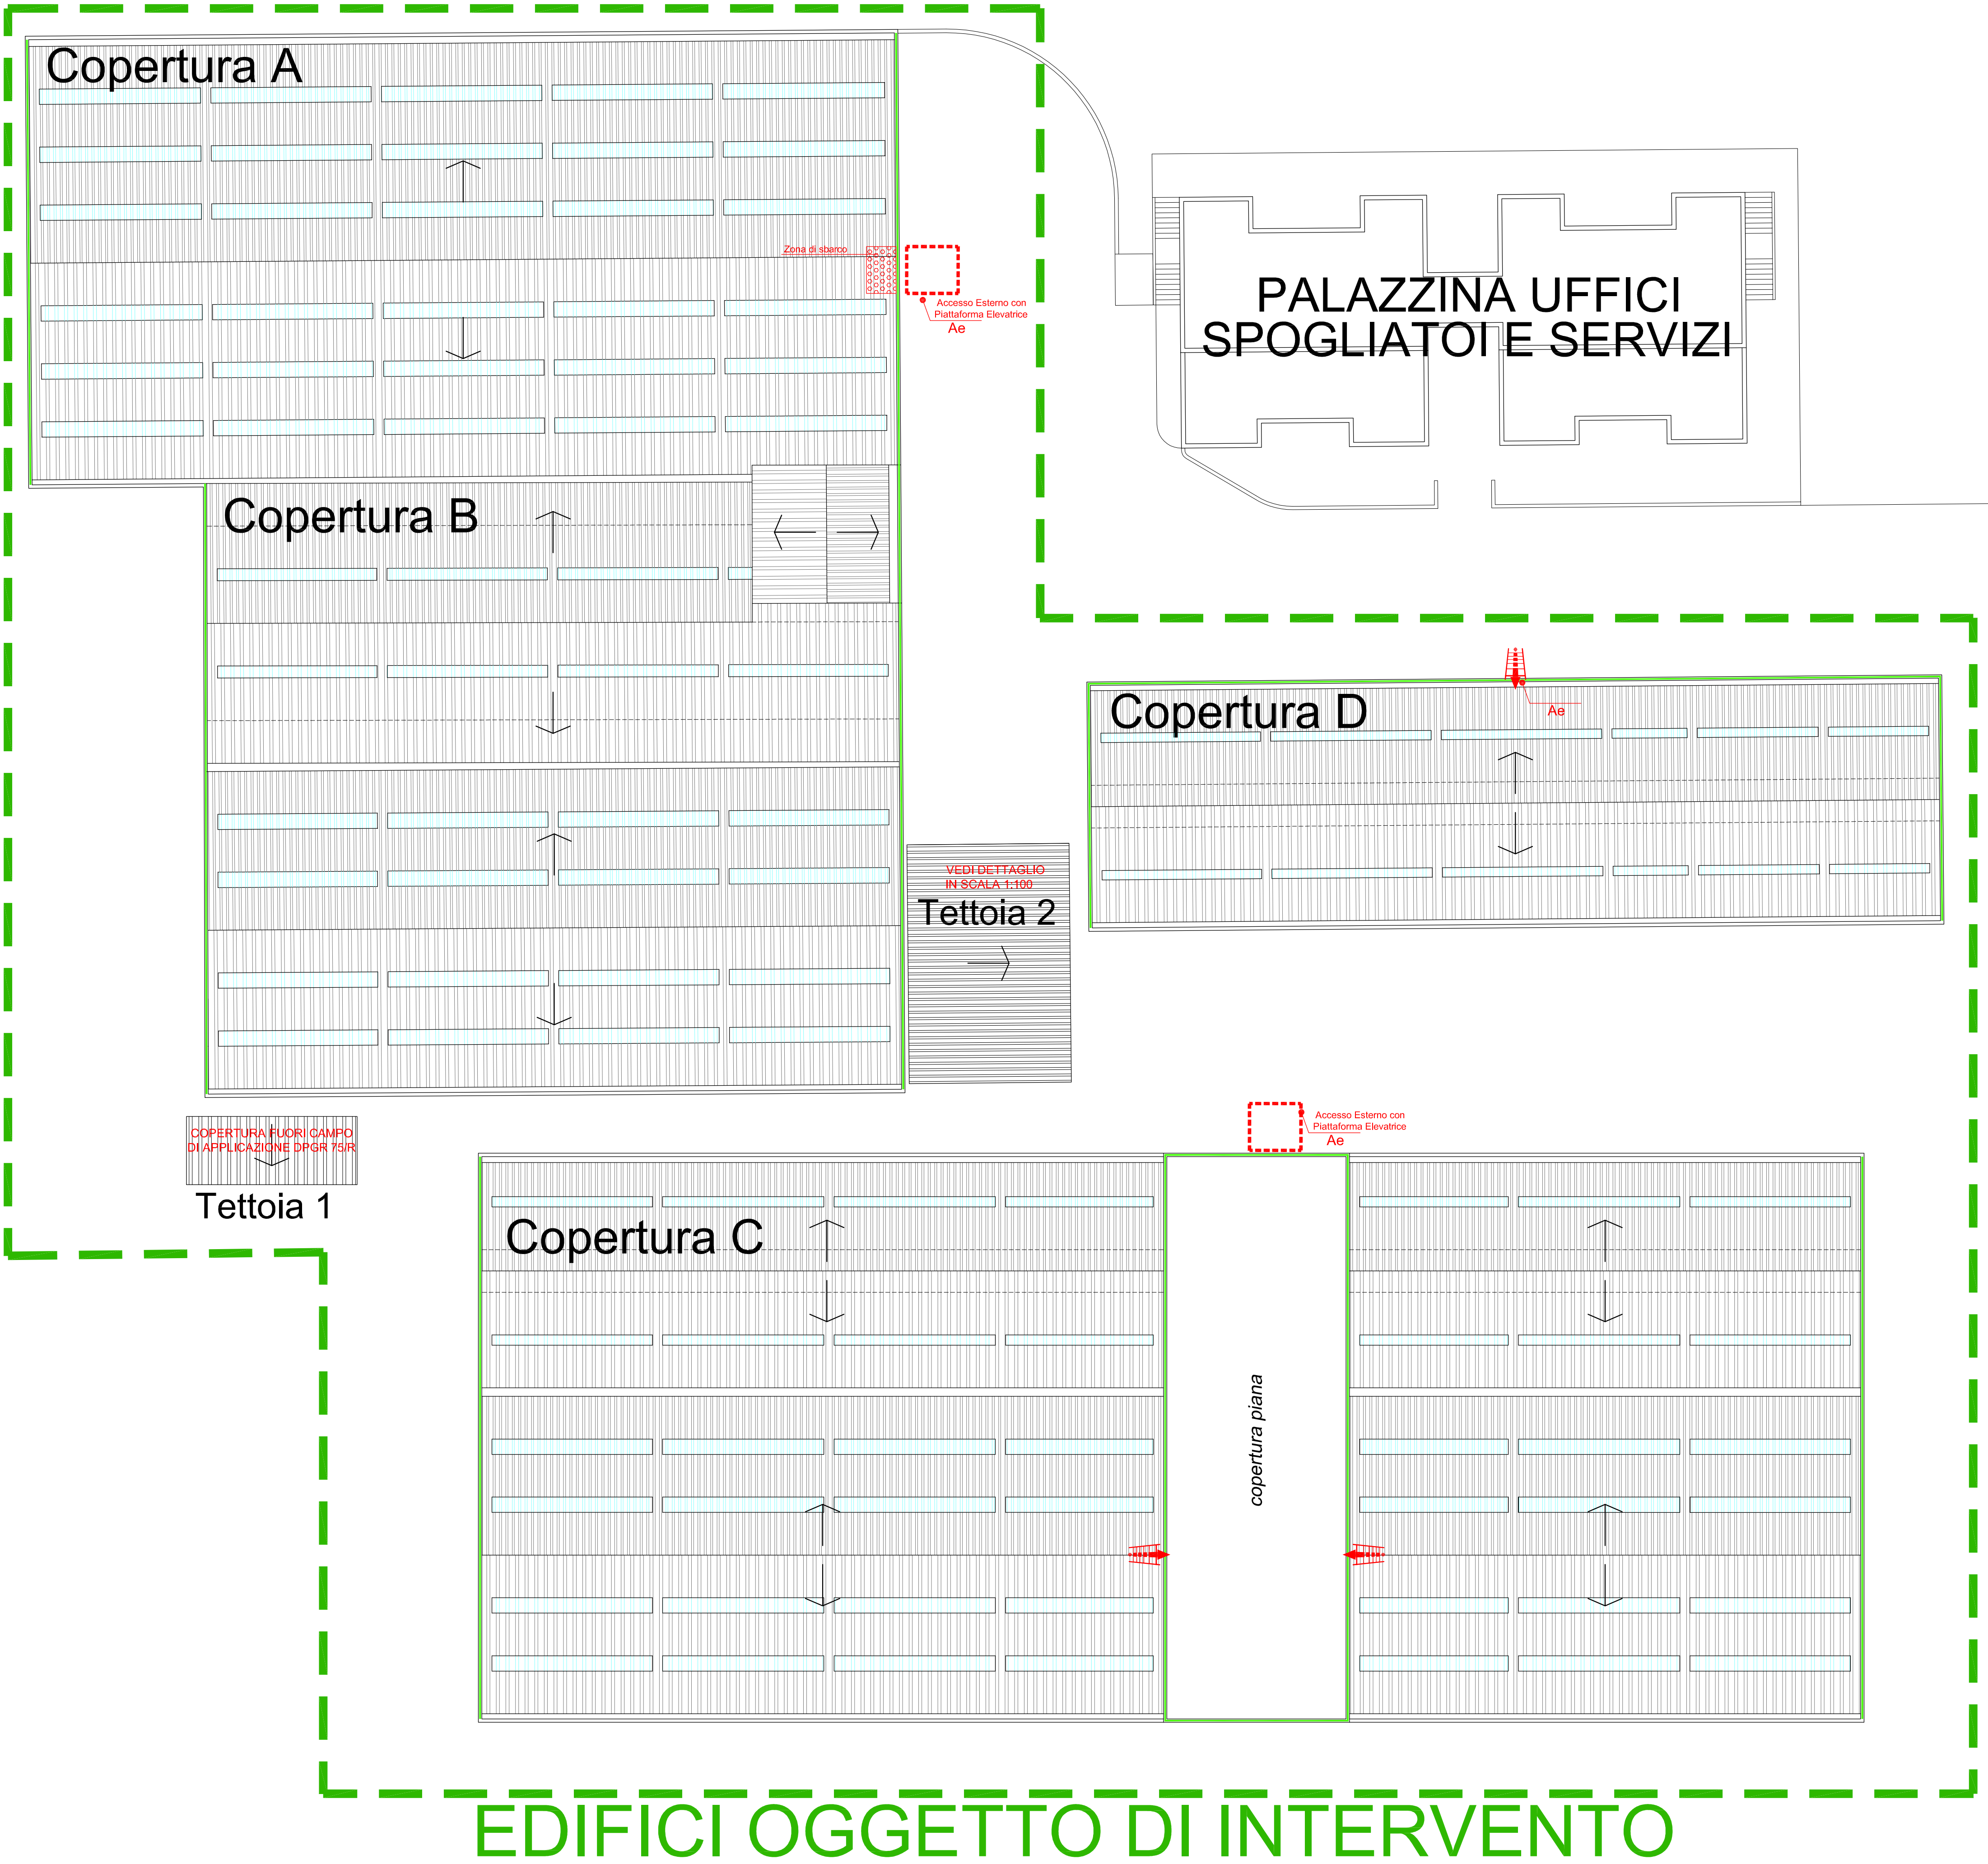 Copertura A
Zona di sbarco
Accesso Esterno con
Piattaforma Elevatrice
Ae
PALAZZINA UFFICI
SPOGLIATOI E SERVIZI
Copertura B
Copertura D
Ae
VEDI DETTAGLIO
IN SCALA 1:100
Tettoia 2
COPERTURA FUORI CAMPO
DI APPLICAZIONE DPGR 75/R
Tettoia 1
Accesso Esterno con
Piattaforma Elevatrice
Ae
Copertura C
copertura piana
EDIFICI OGGETTO DI INTERVENTO